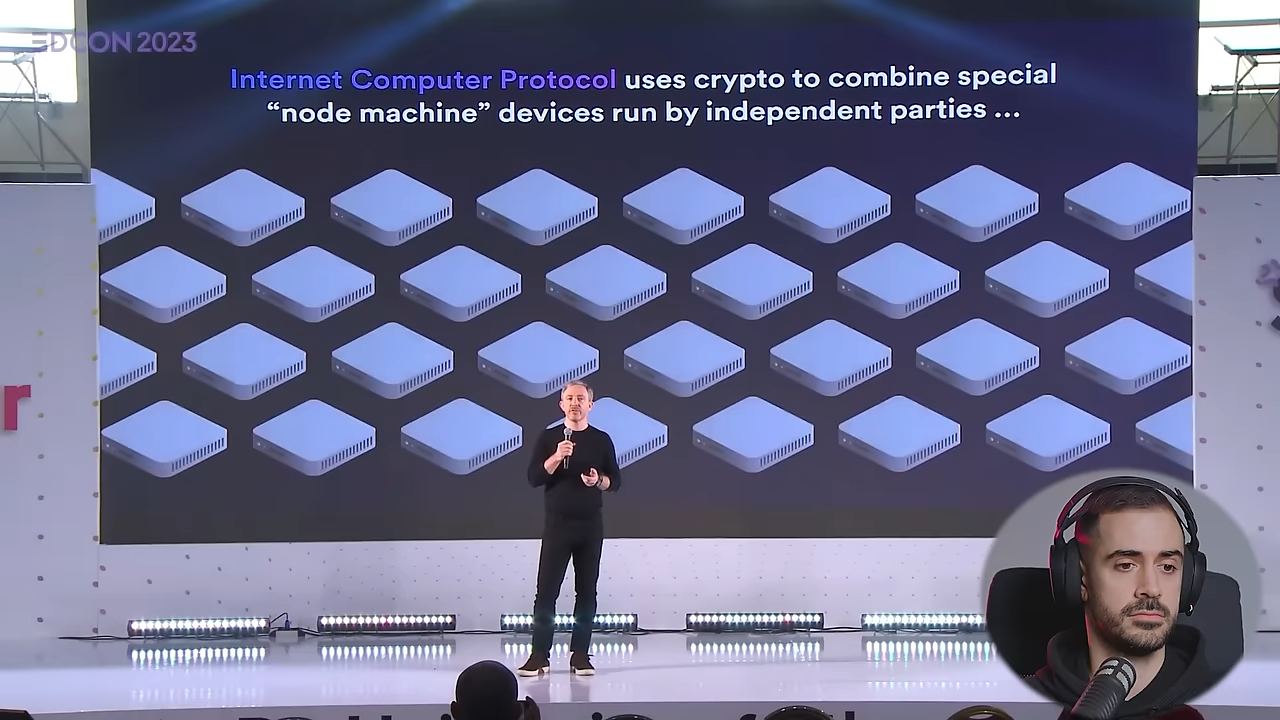 EDCON 2023
Internet Computer Protocol uses crypto to combine special
“node machine” devices run by independent parties ...
r